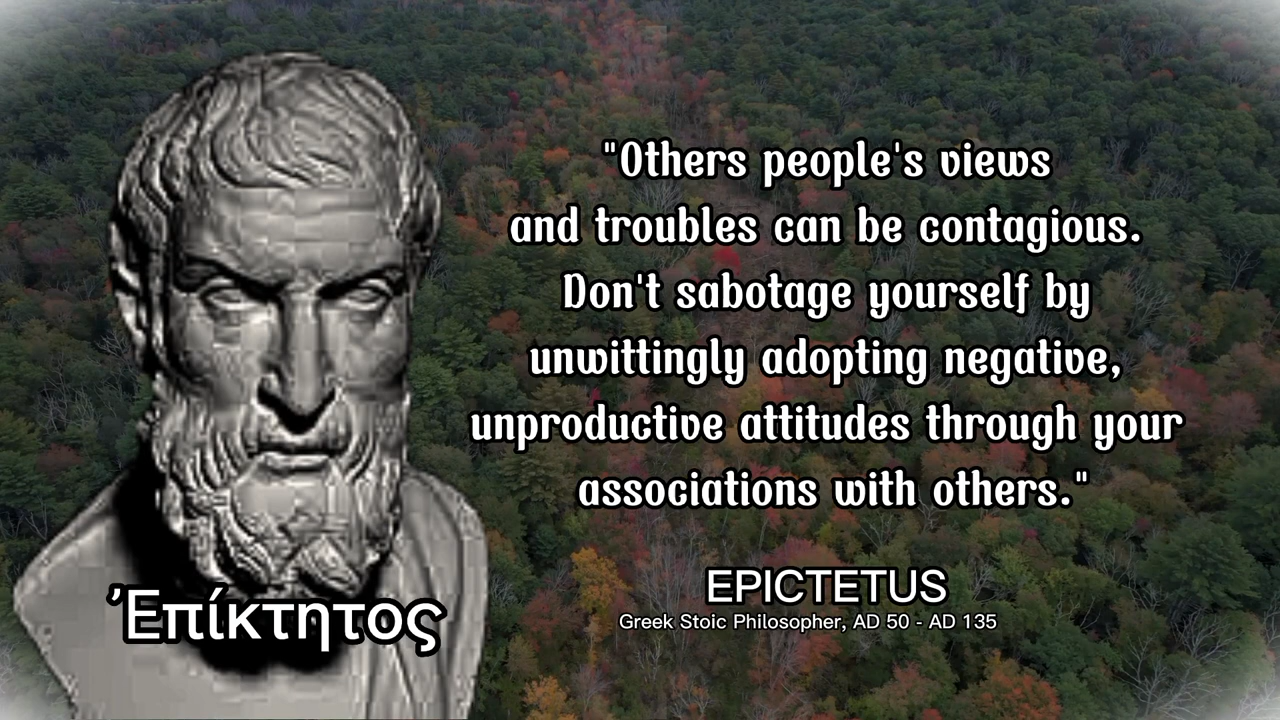 "Others people's views
and troubles can be contagious.
Don't sabotage yourself by
unwittingly adopting negative,
unproductive attitudes through your
associations with others."
EPICTETUS
Greek Stoic Philosopher, AD 50 - AD 135
Ἐπίκτητος